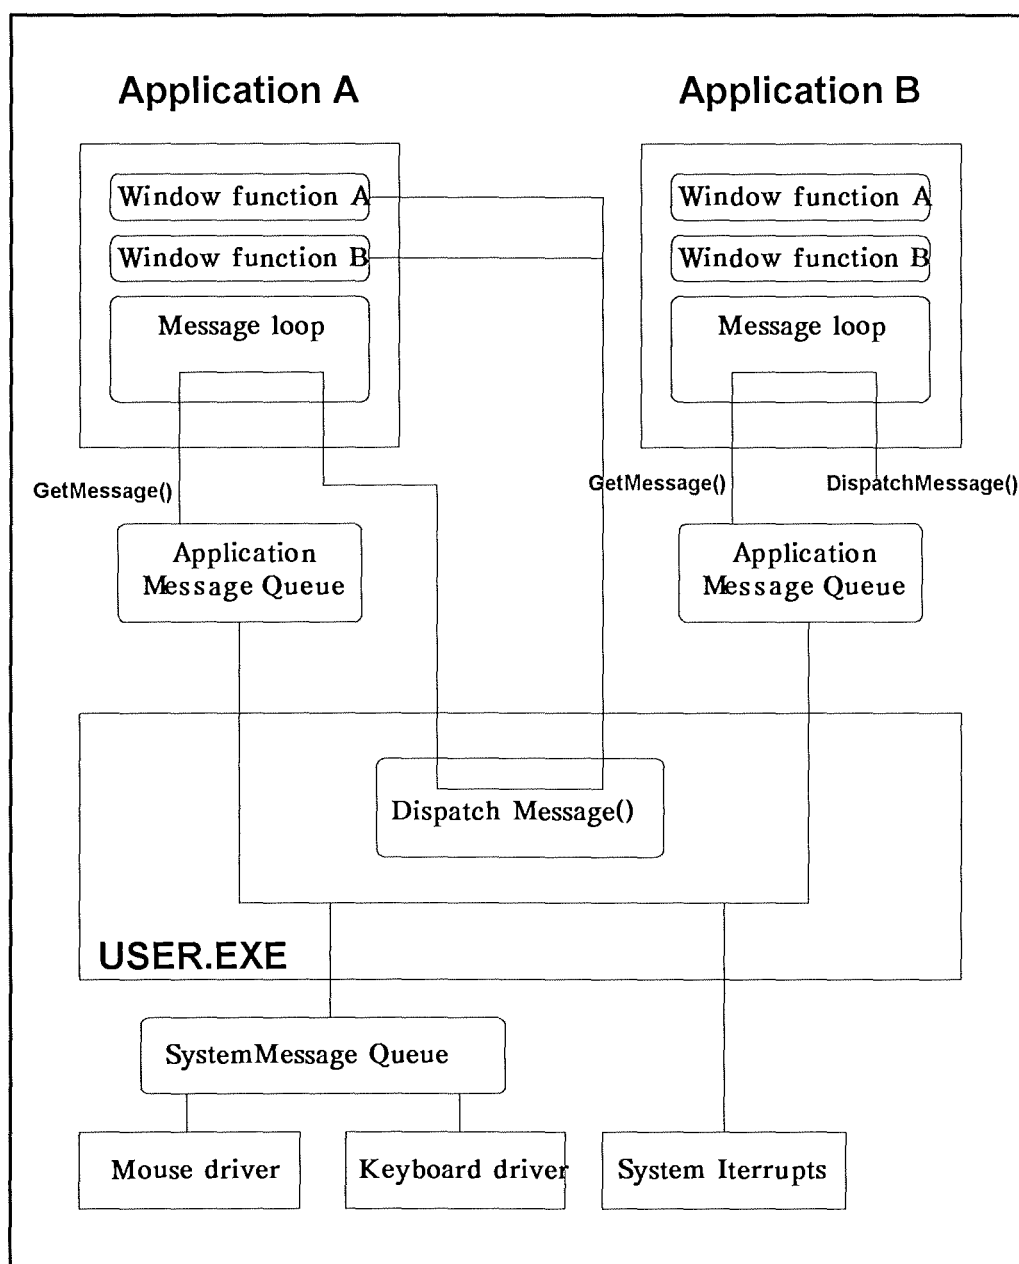 Application A
Application B
Window function A
Window function B
Message loop
Window function A
Window function B
Message loop
GetMessage()
GetMessage()
DispatchMessage()
Application
Message Queue
Application
Message Queue
Dispatch Message()
USER.EXE
SystemMessage Queue
Mouse driver
Keyboard driver
System Iterrupts